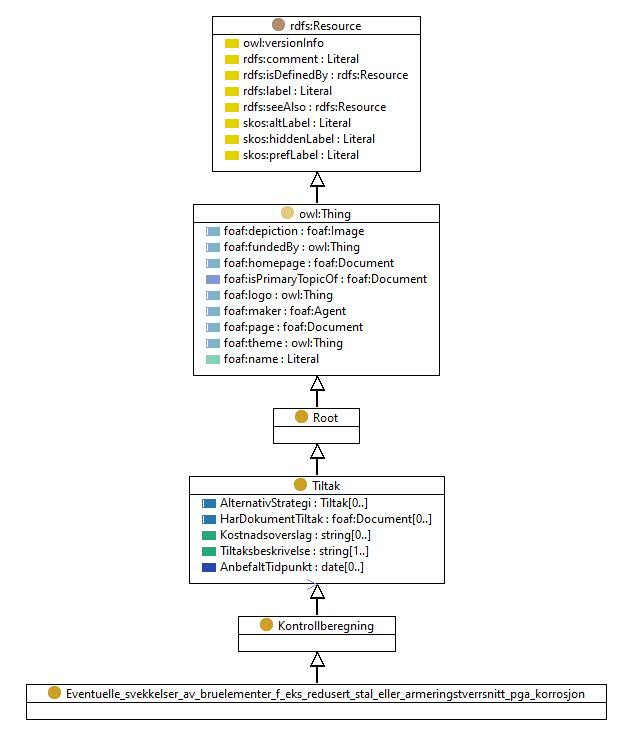 rdfs:Resource
owl:versionInfo
rdfs:comment : Literal
rdfs:isDefinedBy : rdfs:Resource
rdfs:label : Literal
rdfs:seeAlso : rdfs:Resource
skos:altLabel : Literal
skos:hiddenLabel : Literal
skos:prefLabel : Literal
owl:Thing
foaf:depiction : foaf:Image
foaf:fundedBy : owl:Thing
foaf:homepage : foaf:Document
foaf:isPrimaryTopicOf : foaf:Document
foaf:logo : owl:Thing
foaf:maker : foaf:Agent
foaf:page : foaf:Document
foaf:theme : owl:Thing
foaf:name : Literal
Root
Tiltak
AlternativStrategi : Tiltak[0..]
HarDokumentTiltak : foaf:Document[0..]
Kostnadsoverslag : string[0..]
Tiltaksbeskrivelse : string[1..]
AnbefaltTidpunkt : date[0..]
Kontrollberegning
Eventuelle_svekkelser_av_bruelementer_f_eks_redusert_stal_eller_armeringstverrsnitt_pga_korrosjon